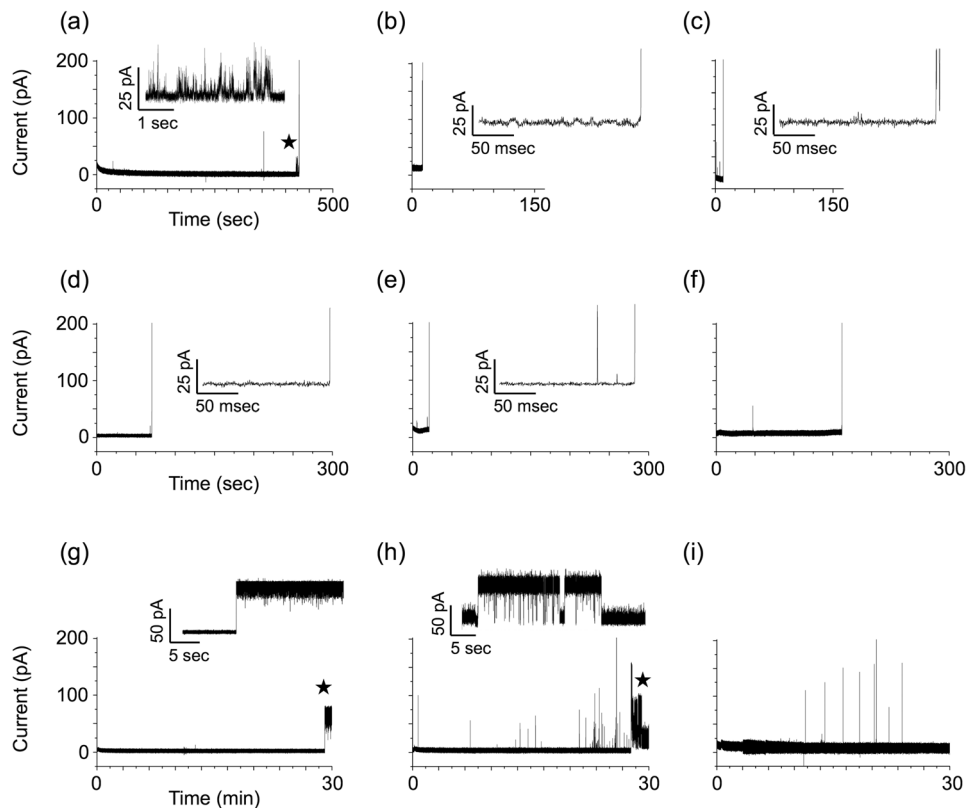 (a)
Current (pA)
200
100
0
25 pA
1 sec
★
0
500
Time (sec)
(b)
25 pA
50 msec
0
150
(c)
25 pA
50 msec
0
150
(d)
Current (pA)
200
100
0
25 pA
50 msec
0
300
Time (sec)
(e)
25 pA
50 msec
0
300
(f)
0
300
(g)
Current (pA)
200
100
0
50 pA
5 sec
★
0
30
Time (min)
(h)
50 pA
5 sec
★
0
30
(i)
0
30